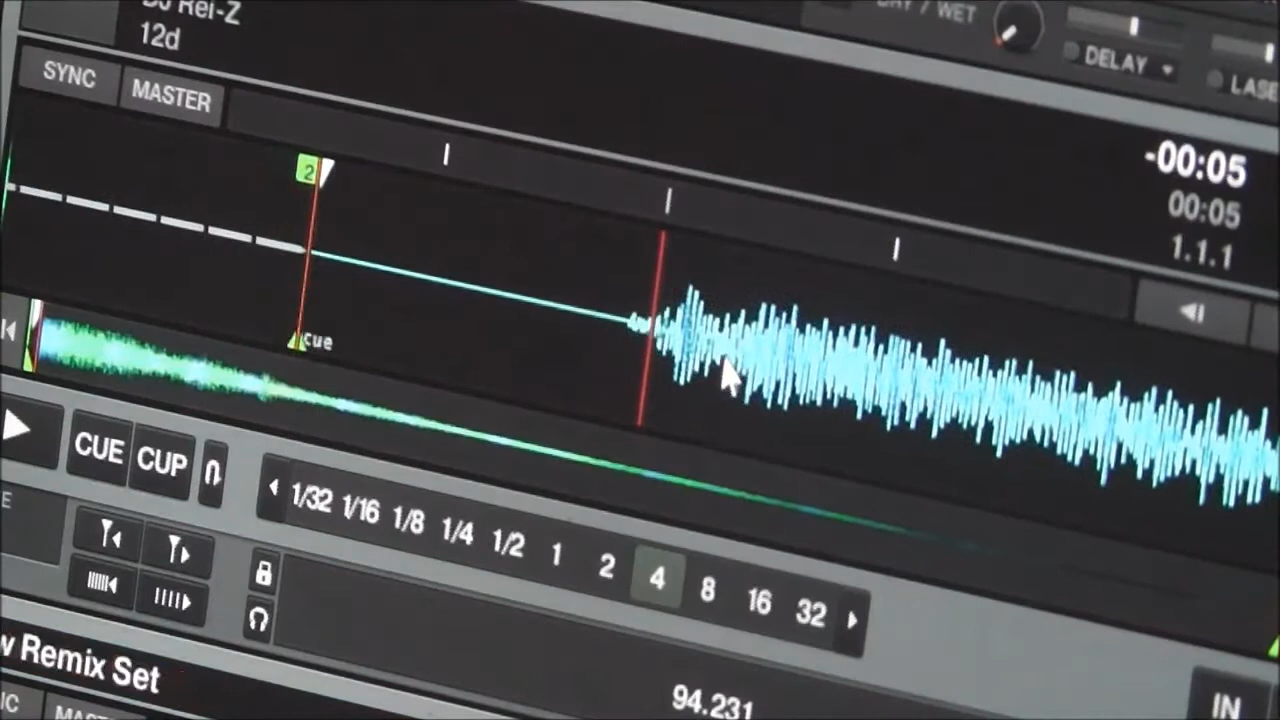 DJ Rei-Z
12d
DRY / WET
DELAY
SYNC
MASTER
-00:05
00:05
1.1.1
2
cue
CUE
CUP
1/32 1/16 1/8 1/4 1/2 1 2 4 8 16 32
w Remix Set
94.231
IN